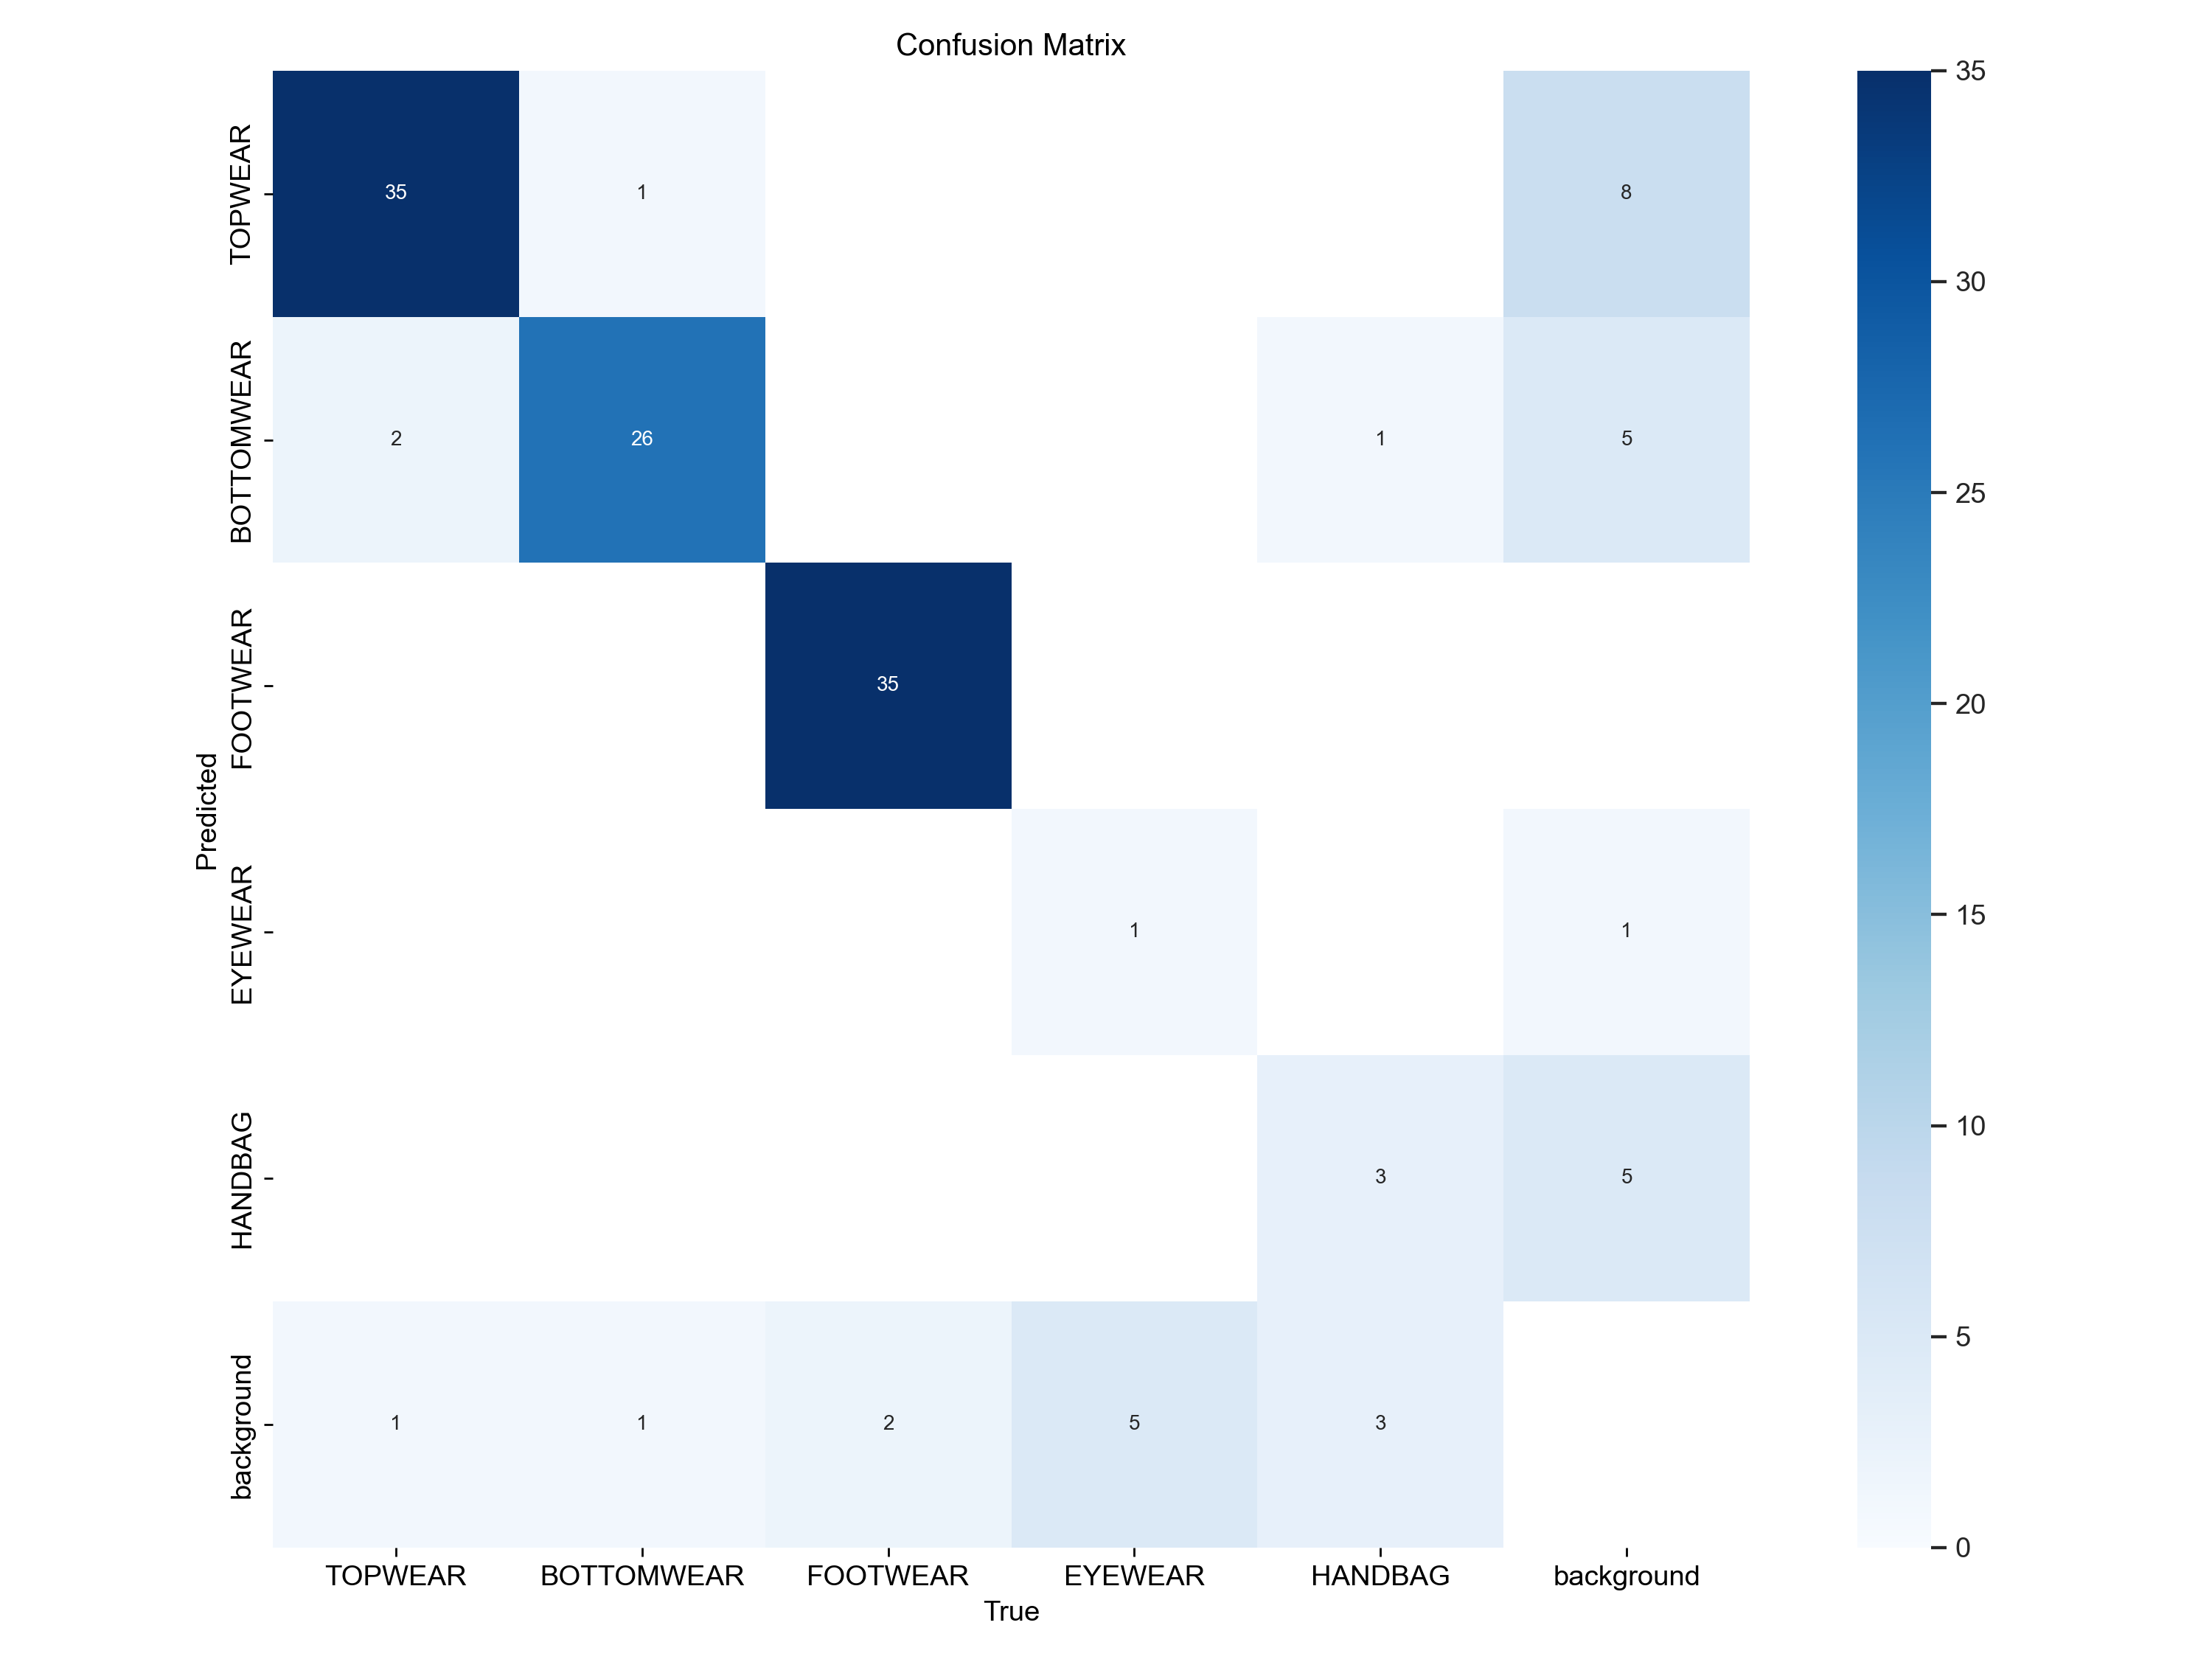 Confusion Matrix
TOPWEAR
35
1
8
35
BOTTOMWEAR
2
26
1
5
30
25
FOOTWEAR
35
20
Predicted
EYEWEAR
1
1
15
HANDBAG
3
5
10
background
1
1
2
5
3
5
0
TOPWEAR
BOTTOMWEAR
FOOTWEAR
EYEWEAR
HANDBAG
background
True